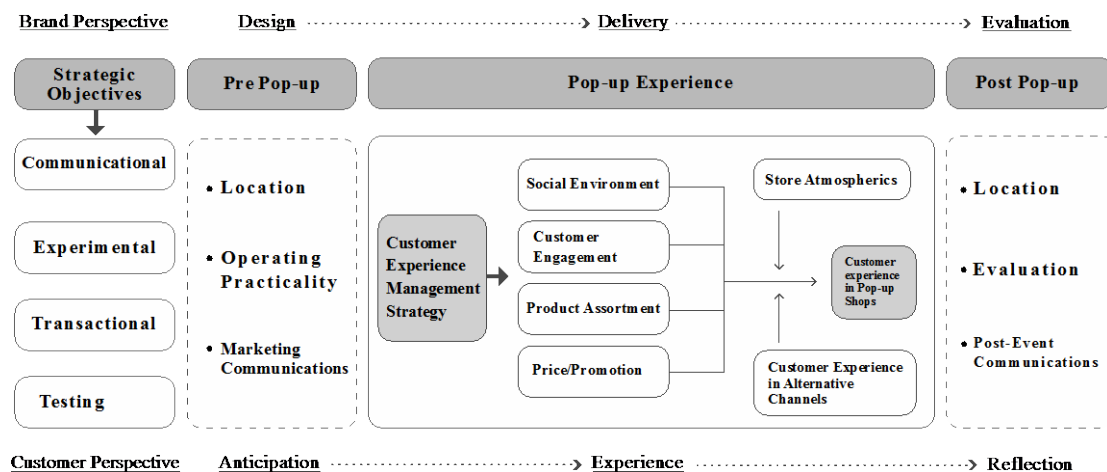 Brand Perspective
Design
Delivery
Evaluation
Strategic
Objectives
Pre Pop-up
Pop-up Experience
Post Pop-up
Communicational
Experimental
Transactional
Testing
• Location
• Operating
Practicality
• Marketing
Communications
Customer
Experience
Management
Strategy
Social Environment
Customer
Engagement
Product Assortment
Price/Promotion
Store Atmospherics
Customer
experience
in Pop-up
Shops
Customer Experience
in Alternative
Channels
• Location
• Evaluation
• Post-Event
Communications
Customer Perspective
Anticipation
Experience
Reflection